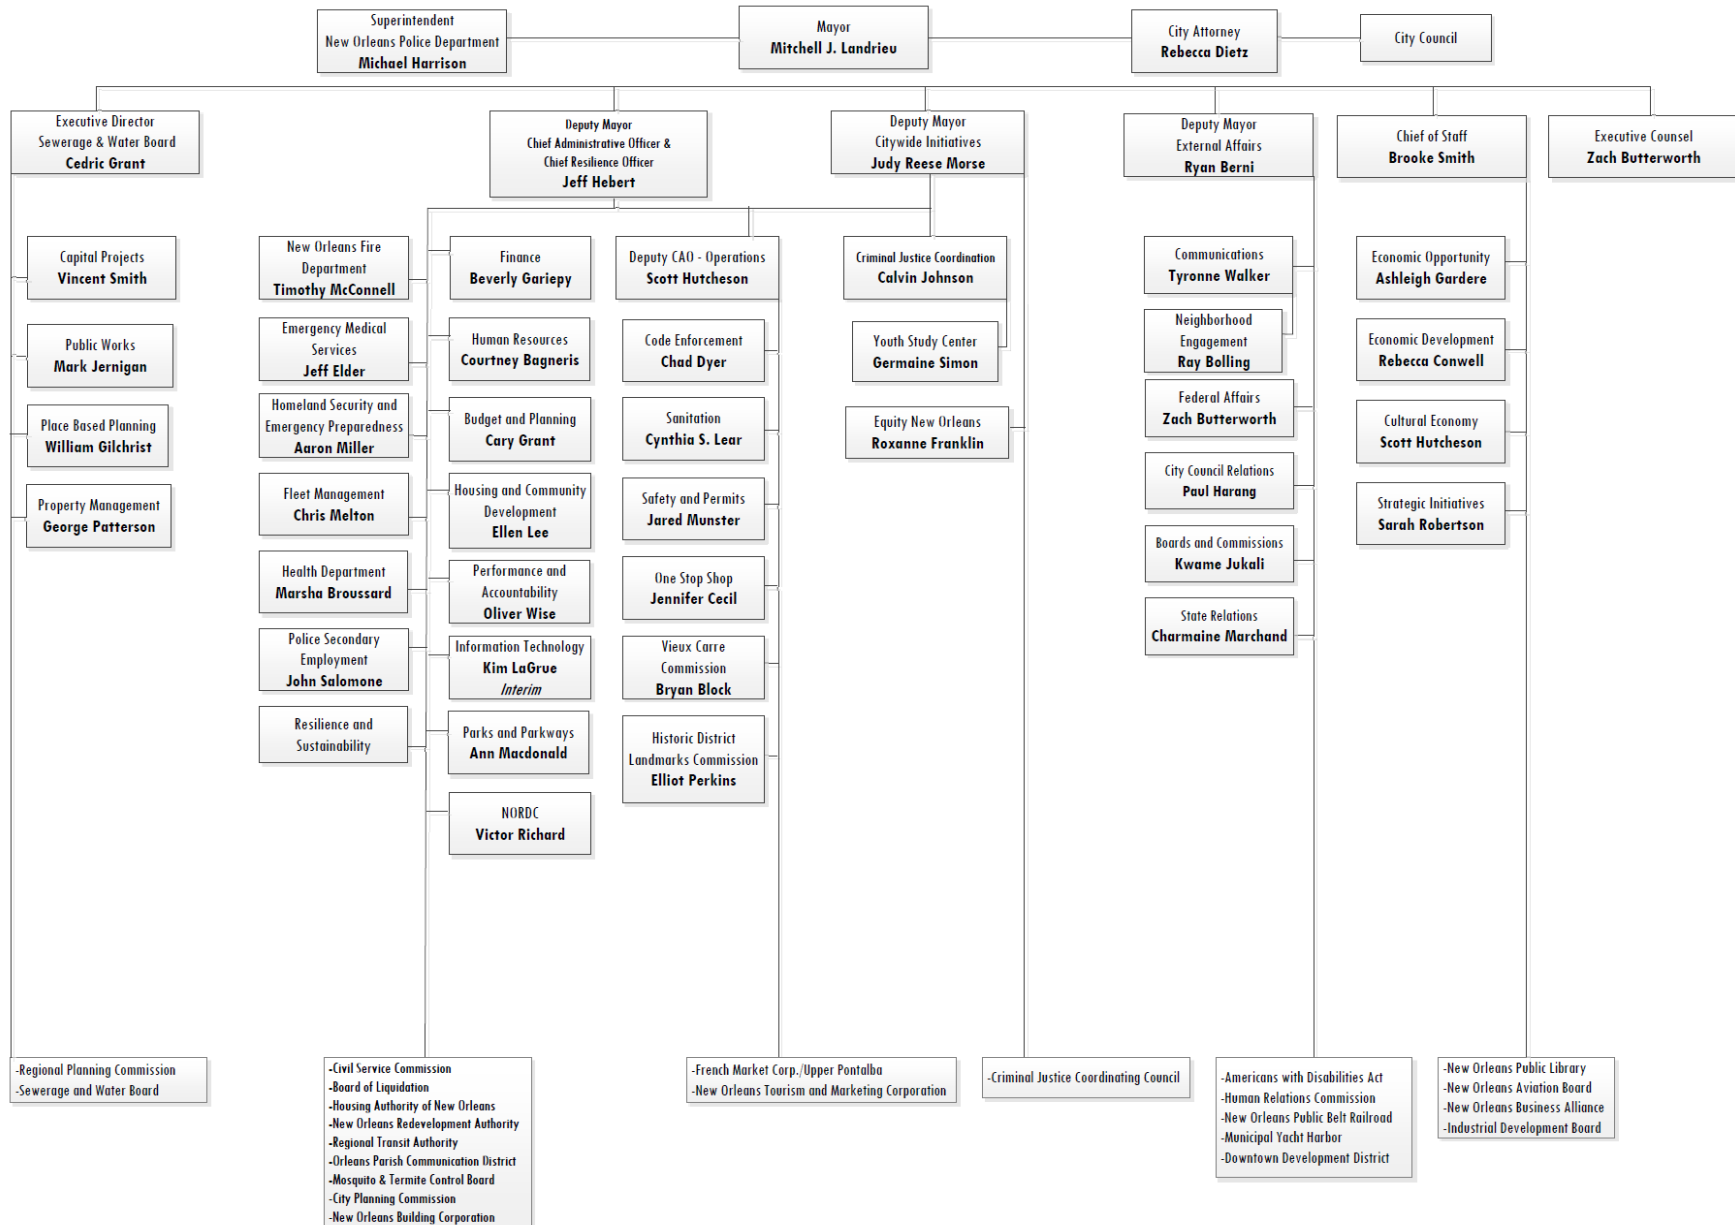 Superintendent
New Orleans Police Department
Michael Harrison
Mayor
Mitchell J. Landrieu
City Attorney
Rebecca Dietz
City Council
Executive Director
Sewerage & Water Board
Cedric Grant
Deputy Mayor
Chief Administrative Officer &
Chief Resilience Officer
Jeff Hebert
Deputy Mayor
Citywide Initiatives
Judy Reese Morse
Deputy Mayor
External Affairs
Ryan Berni
Chief of Staff
Brooke Smith
Executive Counsel
Zach Butterworth
Capital Projects
Vincent Smith
Public Works
Mark Jernigan
Place Based Planning
William Gilchrist
Property Management
George Patterson
New Orleans Fire
Department
Timothy McConnell
Emergency Medical
Services
Jeff Elder
Homeland Security and
Emergency Preparedness
Aaron Miller
Fleet Management
Chris Melton
Health Department
Marsha Broussard
Police Secondary
Employment
John Salomone
Resilience and
Sustainability
Finance
Beverly Gariepy
Human Resources
Courtney Bagneris
Budget and Planning
Cary Grant
Housing and Community
Development
Ellen Lee
Performance and
Accountability
Oliver Wise
Information Technology
Kim LaGrue
Interim
Parks and Parkways
Ann Macdonald
NORDC
Victor Richard
Deputy CAO - Operations
Scott Hutcheson
Code Enforcement
Chad Dyer
Sanitation
Cynthia S. Lear
Safety and Permits
Jared Munster
One Stop Shop
Jennifer Cecil
Vieux Carre
Commission
Bryan Block
Historic District
Landmarks Commission
Elliot Perkins
Criminal Justice Coordination
Calvin Johnson
Youth Study Center
Germaine Simon
Equity New Orleans
Roxanne Franklin
Communications
Tyronne Walker
Neighborhood
Engagement
Ray Bolling
Federal Affairs
Zach Butterworth
City Council Relations
Paul Harang
Boards and Commissions
Kwame Jukali
State Relations
Charmaine Marchand
Economic Opportunity
Ashleigh Gardere
Economic Development
Rebecca Conwell
Cultural Economy
Scott Hutcheson
Strategic Initiatives
Sarah Robertson
-Regional Planning Commission
-Sewerage and Water Board
-Civil Service Commission
-Board of Liquidation
-Housing Authority of New Orleans
-New Orleans Redevelopment Authority
-Regional Transit Authority
-Orleans Parish Communication District
-Mosquito & Termite Control Board
-City Planning Commission
-New Orleans Building Corporation
-French Market Corp./Upper Pontalba
-New Orleans Tourism and Marketing Corporation
-Criminal Justice Coordinating Council
-Americans with Disabilities Act
-Human Relations Commission
-New Orleans Public Belt Railroad
-Municipal Yacht Harbor
-Downtown Development District
-New Orleans Public Library
-New Orleans Aviation Board
-New Orleans Business Alliance
-Industrial Development Board